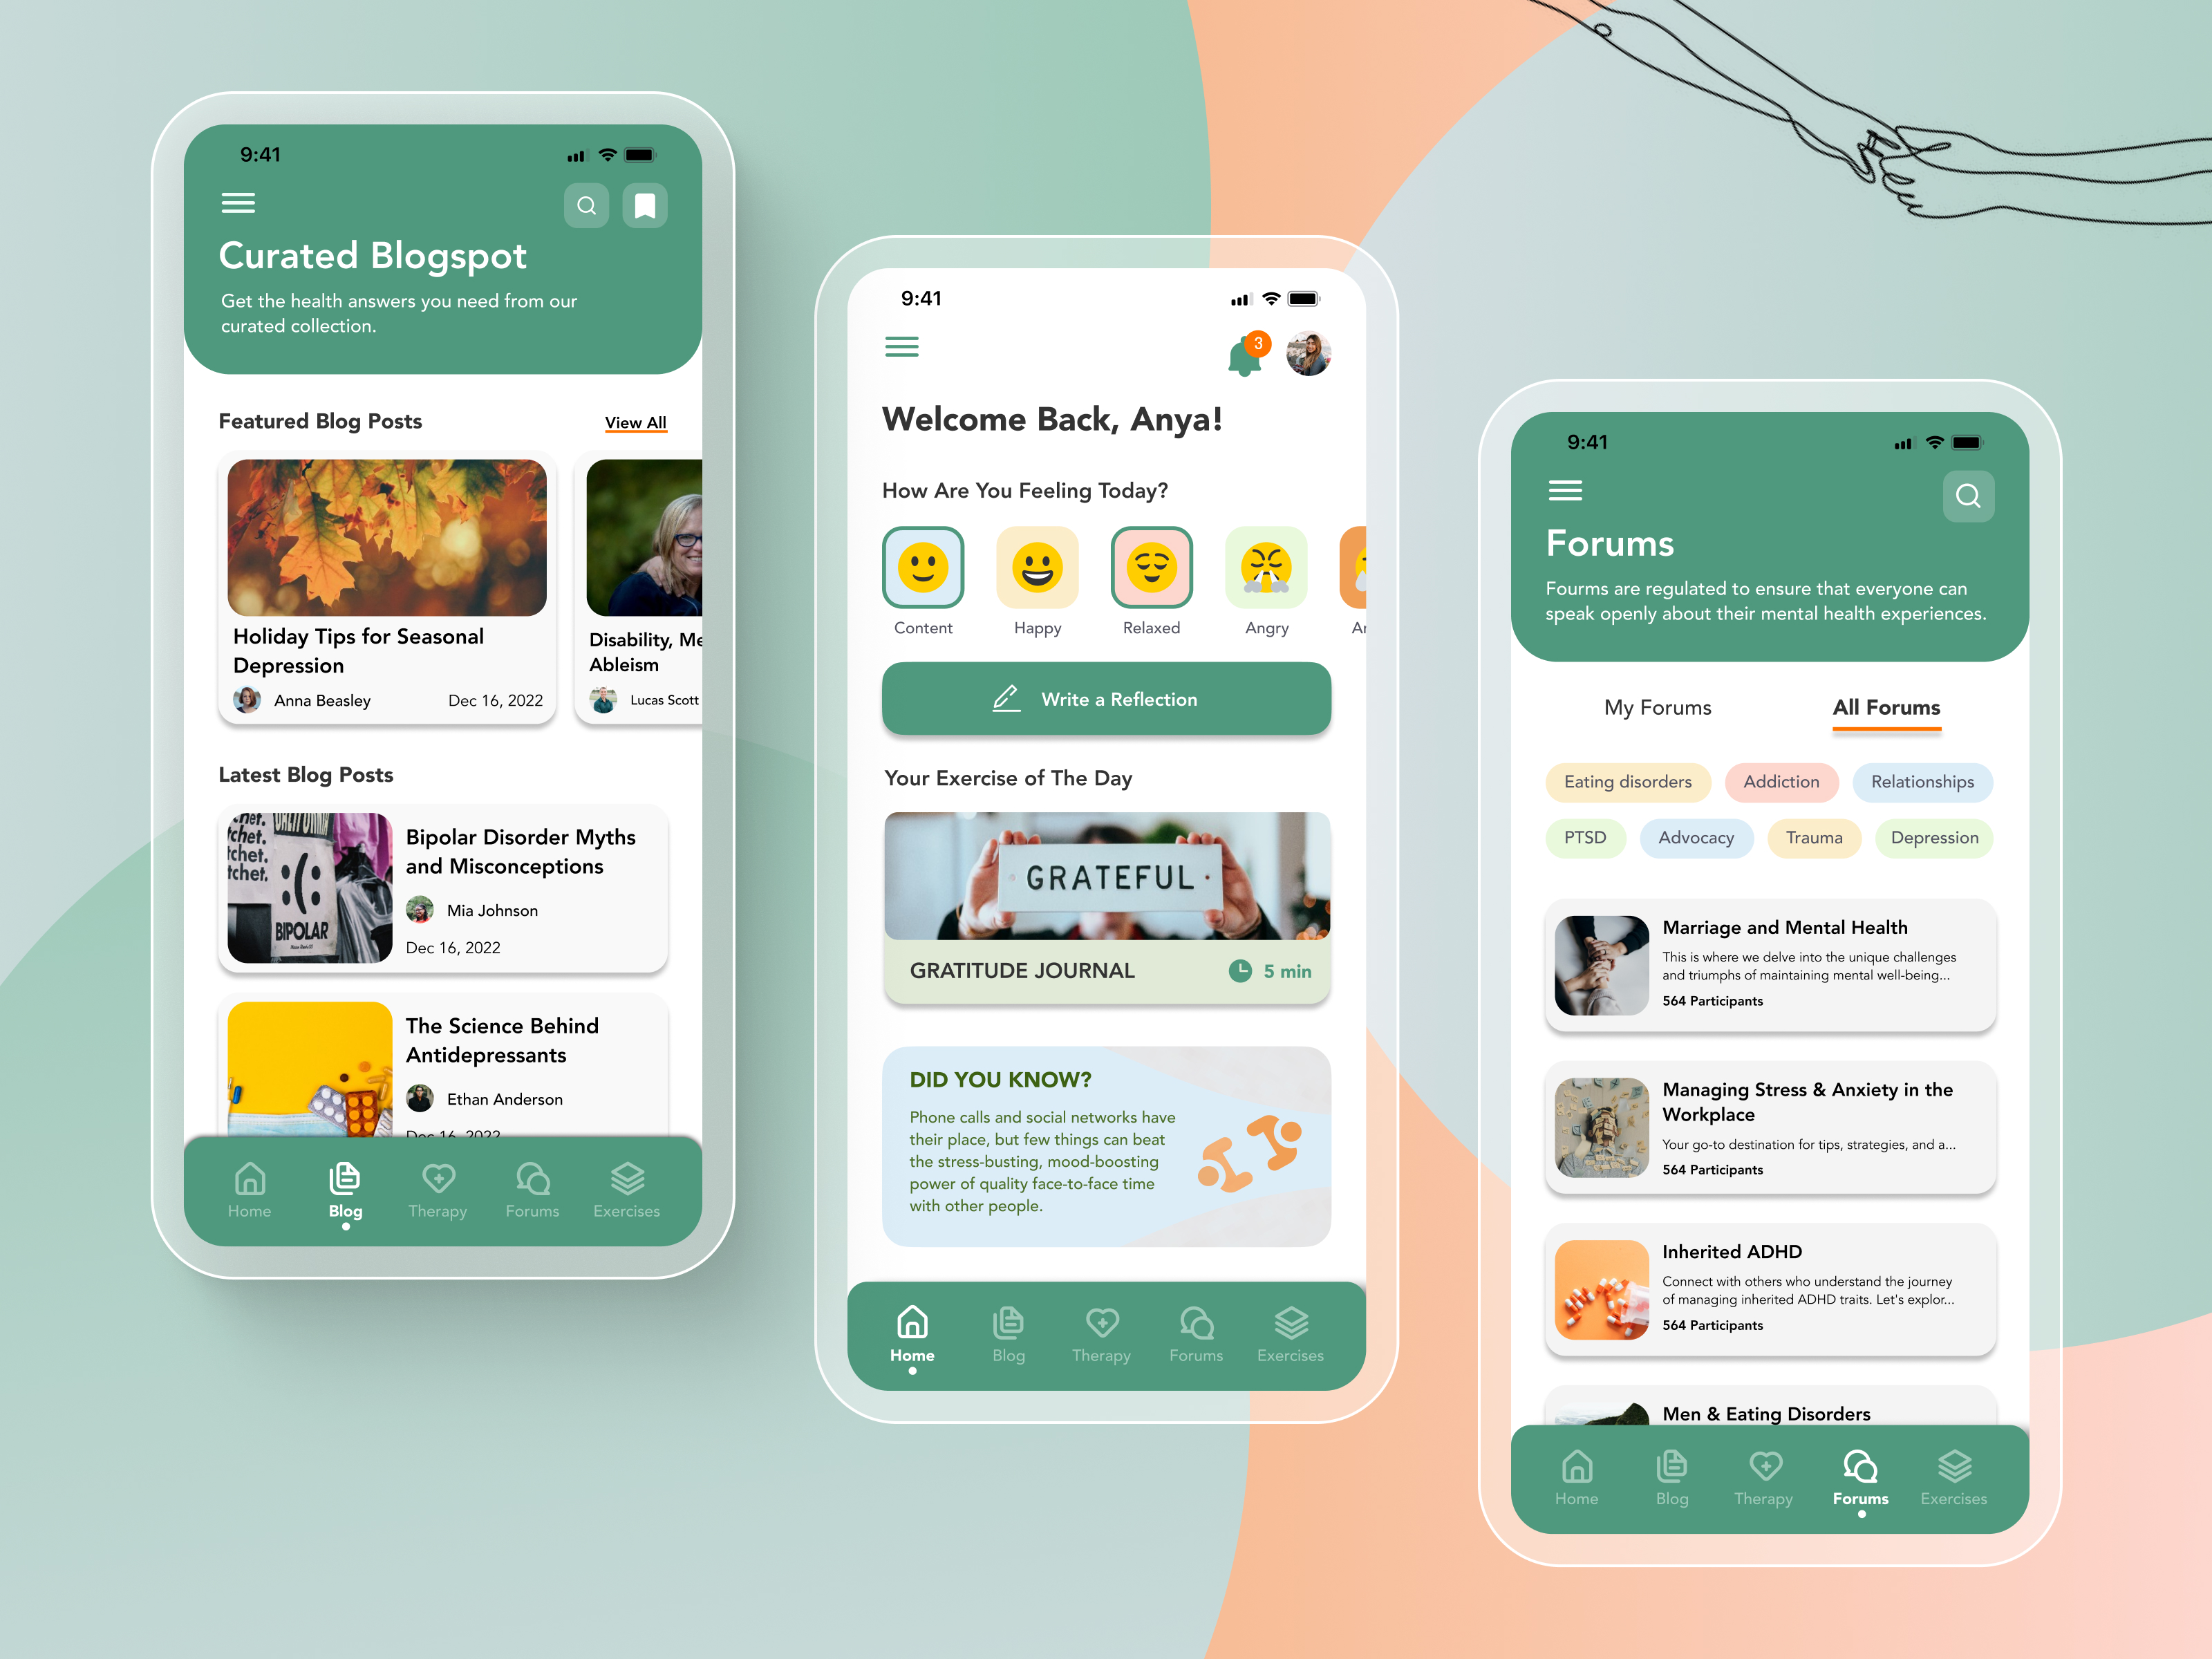 9:41
Curated Blogspot
Get the health answers you need from our
curated collection.
Featured Blog Posts
View All
Holiday Tips for Seasonal
Depression
Anna Beasley
Dec 16, 2022
Disability, Me
Ableism
Lucas Scott
Latest Blog Posts
chet.
tchet.
tchet.
:(
BIPOLAR
Bipolar Disorder Myths
and Misconceptions
Mia Johnson
Dec 16, 2022
The Science Behind
Antidepressants
Ethan Anderson
Dec 16, 2022
Home
Blog
Therapy
Forums
Exercises
9:41
3
Welcome Back, Anya!
How Are You Feeling Today?
Content
Happy
Relaxed
Angry
Write a Reflection
Your Exercise of The Day
GRATEFUL
GRATITUDE JOURNAL
5 min
DID YOU KNOW?
Phone calls and social networks have
their place, but few things can beat
the stress-busting, mood-boosting
power of quality face-to-face time
with other people.
Home
Blog
Therapy
Forums
Exercises
9:41
Forums
Fourms are regulated to ensure that everyone can
speak openly about their mental health experiences.
My Forums
All Forums
Eating disorders
Addiction
Relationships
PTSD
Advocacy
Trauma
Depression
Marriage and Mental Health
This is where we delve into the unique challenges
and triumphs of maintaining mental well-being...
564 Participants
Managing Stress & Anxiety in the
Workplace
Your go-to destination for tips, strategies, and a...
564 Participants
Inherited ADHD
Connect with others who understand the journey
of managing inherited ADHD traits. Let's explor...
564 Participants
Men & Eating Disorders
Home
Blog
Therapy
Forums
Exercises